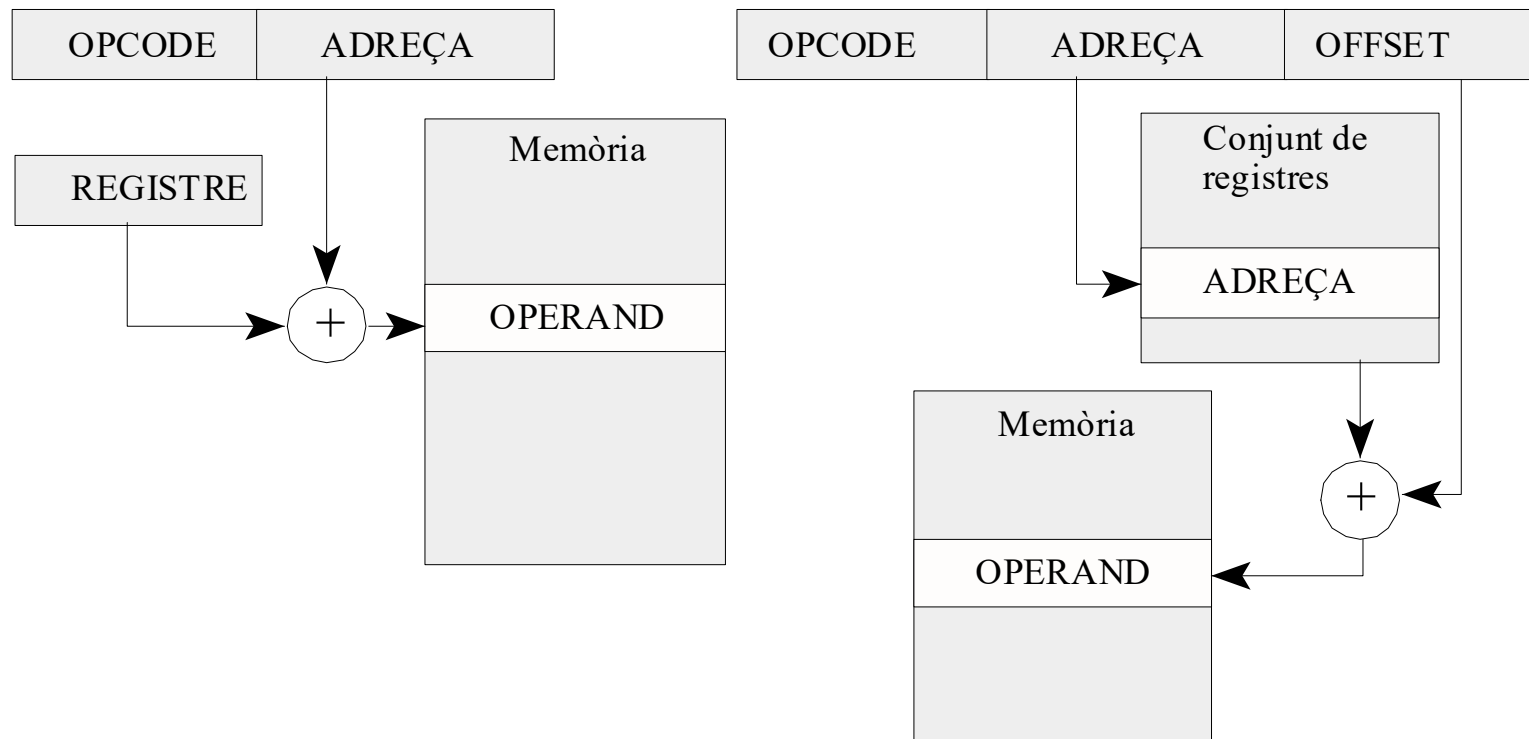 OPCODE ADREÇA
REGISTRE
Memòria
+
OPERAND
OPCODE ADREÇA OFFSET
Conjunt de
registres
ADREÇA
Memòria
+
OPERAND